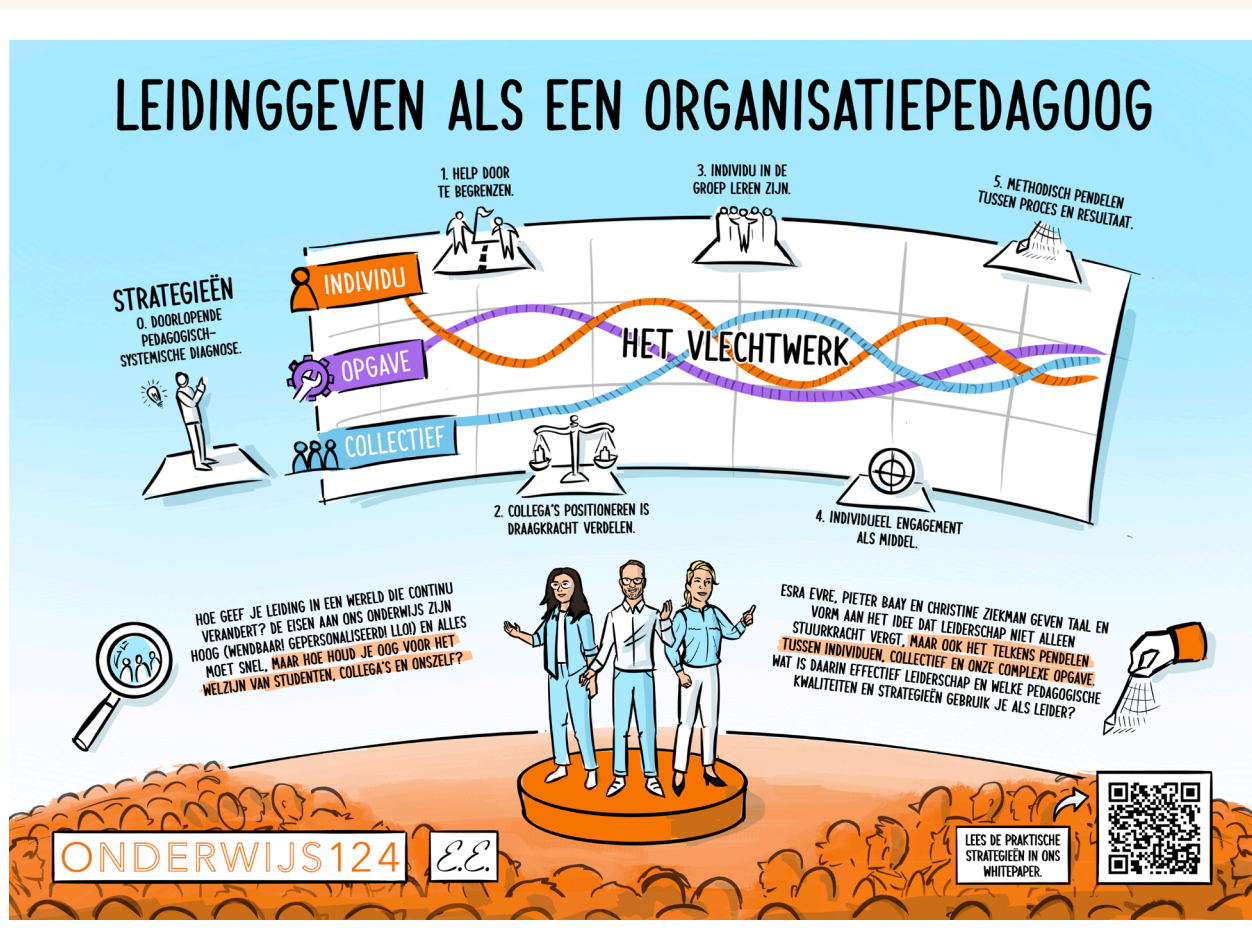 LEIDINGGEVEN ALS EEN ORGANISATIEPEDAGOOG
1. HELP DOOR
TE BEGRENZEN.
3. INDIVIDU IN DE
GROEP LEREN ZIJN.
5. METHODISCH PENDELEN
TUSSEN PROCES EN RESULTAAT.
STRATEGIEËN
0. DOORLOPENDE
PEDAGOGISCH-
SYSTEMISCHE DIAGNOSE.
INDIVIDU
OPGAVE
COLLECTIEF
HET VLECHTWERK
2. COLLEGA'S POSITIONEREN IS
DRAAGKRACHT VERDELEN.
4. INDIVIDUEEL ENGAGEMENT
ALS MIDDEL.
HOE GEEF JE LEIDING IN EEN WERELD DIE CONTINU
VERANDERT? DE EISEN AAN ONS ONDERWIJS ZIJN
HOOG (WENDBAAR! GEPERSONALISEERD! LLO!) EN ALLES
MOET SNEL, MAAR HOE HOUD JE OOG VOOR HET
WELZIJN VAN STUDENTEN, COLLEGA'S EN ONSZELF?
ESRA EVRE, PIETER BAAY EN CHRISTINE ZIEKMAN GEVEN TAAL EN
VORM AAN HET IDEE DAT LEIDERSCHAP NIET ALLEEN
STUURKRACHT VERGT, MAAR OOK HET TELKENS PENDELEN
TUSSEN INDIVIDUEN, COLLECTIEF EN ONZE COMPLEXE OPGAVE.
WAT IS DAARIN EFFECTIEF LEIDERSCHAP EN WELKE PEDAGOGISCHE
KWALITEITEN EN STRATEGIEËN GEBRUIK JE ALS LEIDER?
ONDERWIJS124
E.E.
LEES DE PRAKTISCHE
STRATEGIEËN IN ONS
WHITEPAPER.